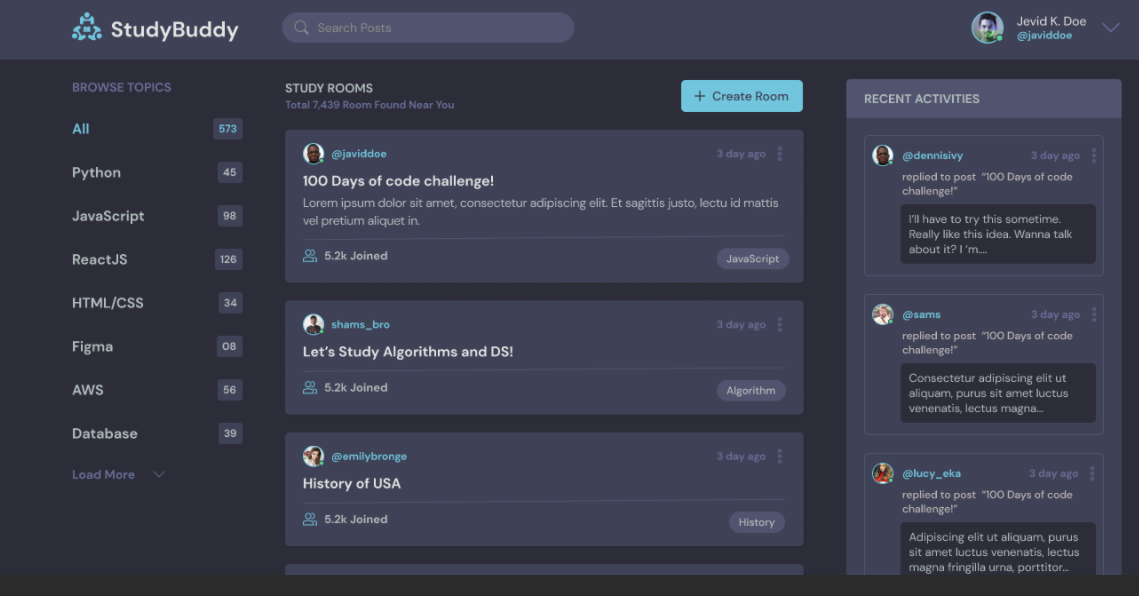 StudyBuddy
Search Posts
Jevid K. Doe
@javiddoe
BROWSE TOPICS
All 573
Python 45
JavaScript 98
ReactJS 126
HTML/CSS 34
Figma 08
AWS 56
Database 39
Load More
STUDY ROOMS
Total 7,439 Room Found Near You
+ Create Room
@javiddoe 3 day ago
100 Days of code challenge!
Lorem ipsum dolor sit amet, consectetur adipiscing elit. Et sagittis justo, lectu id mattis
vel pretium aliquet in.
5.2k Joined JavaScript
shams_bro 3 day ago
Let’s Study Algorithms and DS!
5.2k Joined Algorithm
@emilybronge 3 day ago
History of USA
5.2k Joined History
RECENT ACTIVITIES
@dennisivy 3 day ago
replied to post “100 Days of code
challenge!”
I’ll have to try this sometime.
Really like this idea. Wanna talk
about it? I ‘m....
@sams 3 day ago
replied to post “100 Days of code
challenge!”
Consectetur adipiscing elit ut
aliquam, purus sit amet luctus
venenatis, lectus magna...
@lucy_eka 3 day ago
replied to post “100 Days of code
challenge!”
Adipiscing elit ut aliquam, purus
sit amet luctus venenatis, lectus
magna fringilla urna, porttitor...